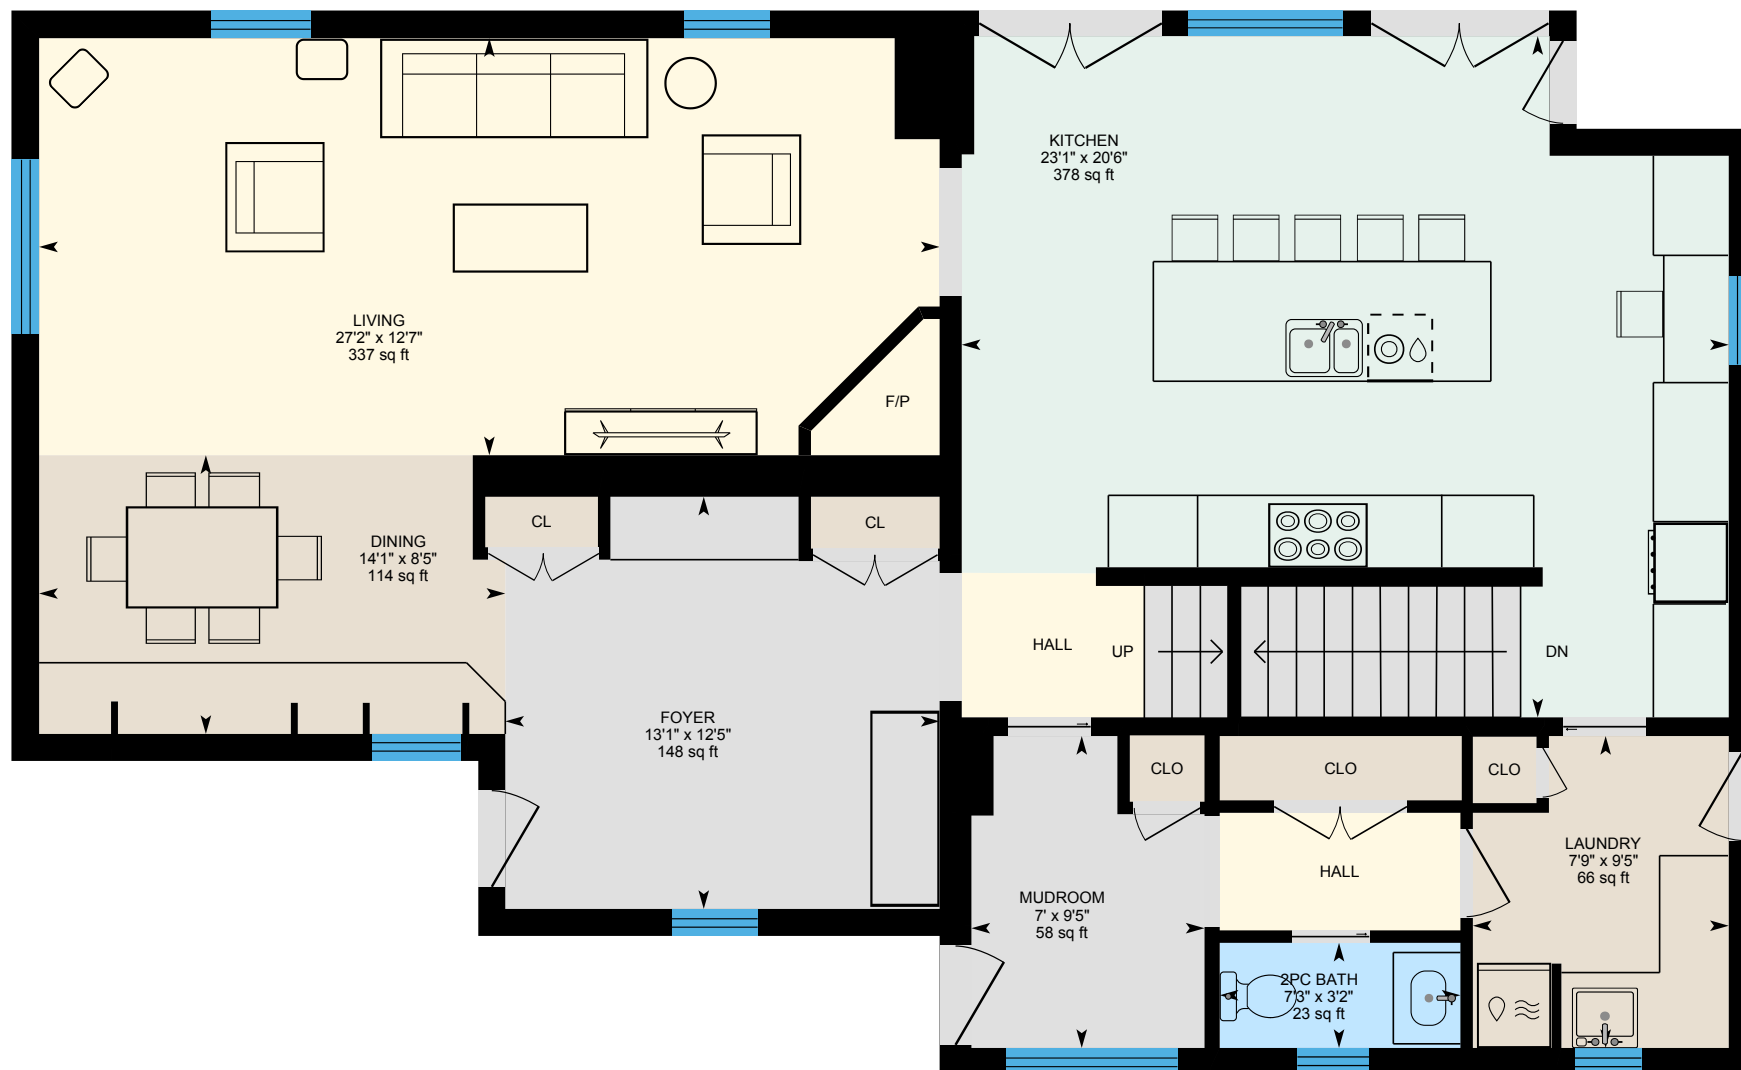 KITCHEN
23'1" x 20'6"
378 sq ft
LIVING
27'2" x 12'7"
337 sq ft
F/P
CL
CL
DINING
14'1" x 8'5"
114 sq ft
HALL
UP
DN
FOYER
13'1" x 12'5"
148 sq ft
CLO
CLO
CLO
LAUNDRY
7'9" x 9'5"
66 sq ft
HALL
MUDROOM
7' x 9'5"
58 sq ft
2PC BATH
7'3" x 3'2"
23 sq ft